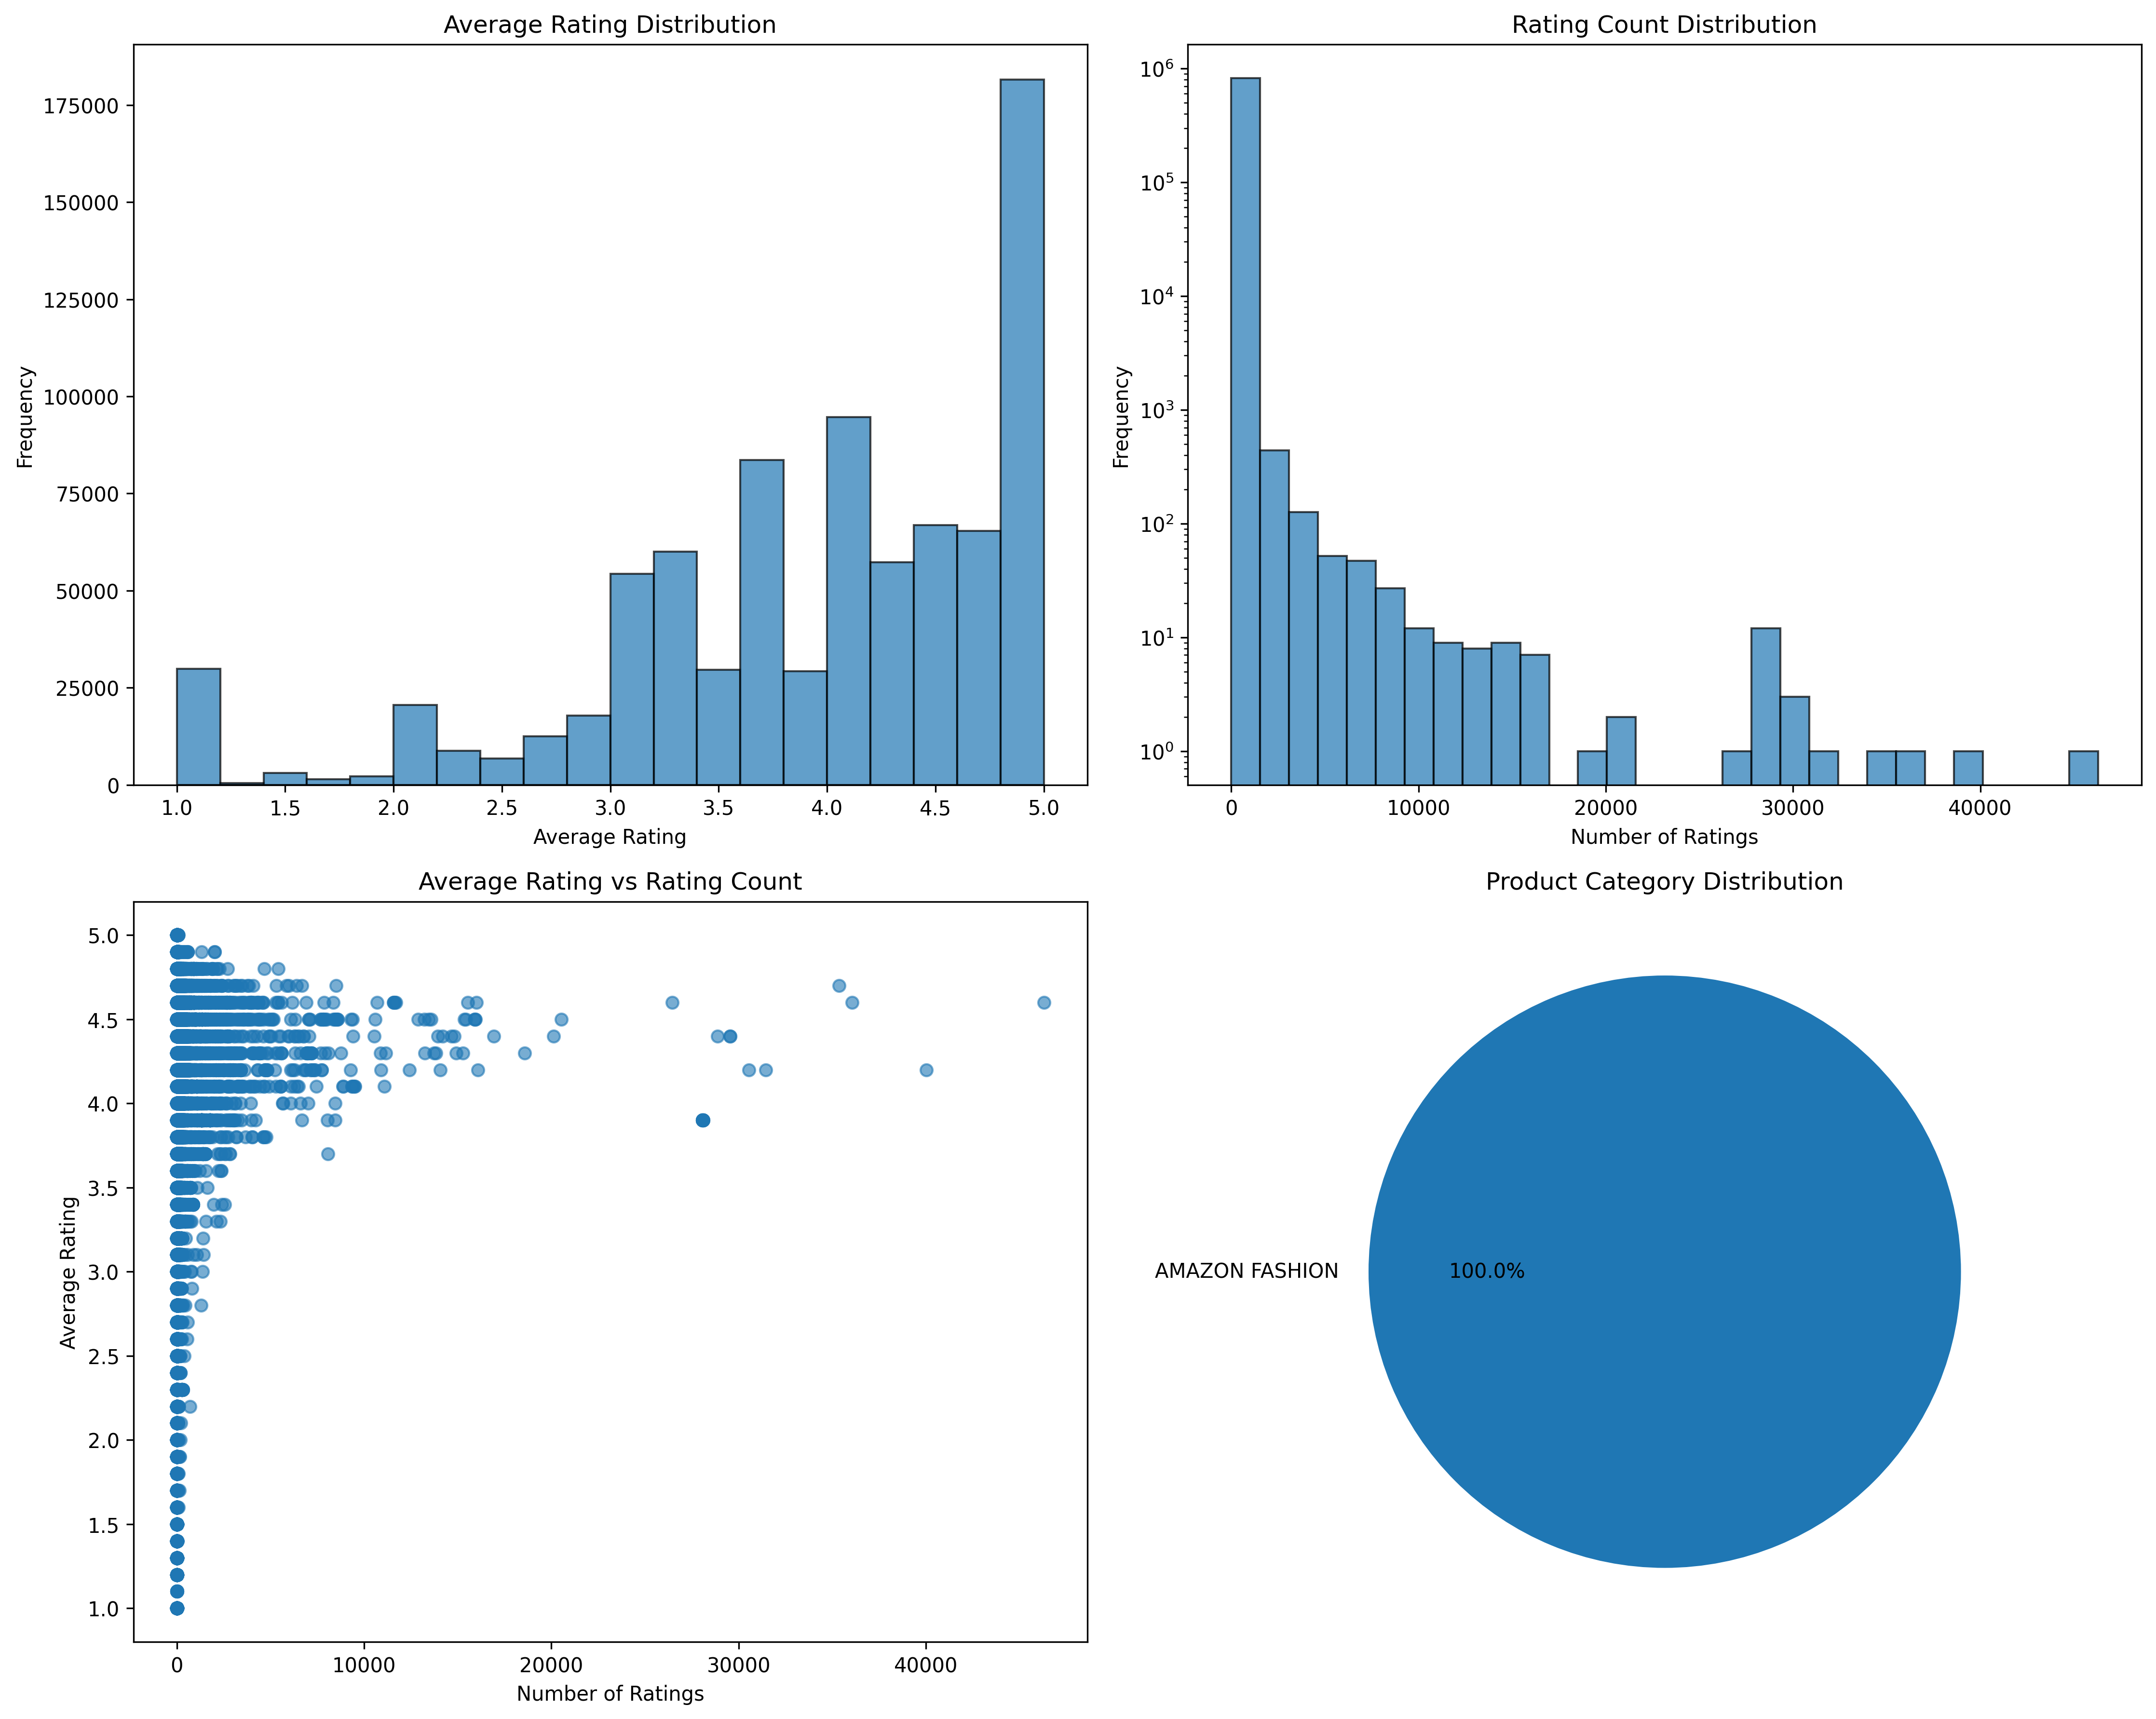 Average Rating Distribution
175000
150000
125000
100000
75000
50000
25000
0
Frequency
1.0 1.5 2.0 2.5 3.0 3.5 4.0 4.5 5.0
Average Rating
Rating Count Distribution
10⁶
10⁵
10⁴
10³
10²
10¹
10⁰
Frequency
0 10000 20000 30000 40000
Number of Ratings
Average Rating vs Rating Count
5.0
4.5
4.0
3.5
3.0
2.5
2.0
1.5
1.0
Average Rating
0 10000 20000 30000 40000
Number of Ratings
Product Category Distribution
AMAZON FASHION
100.0%